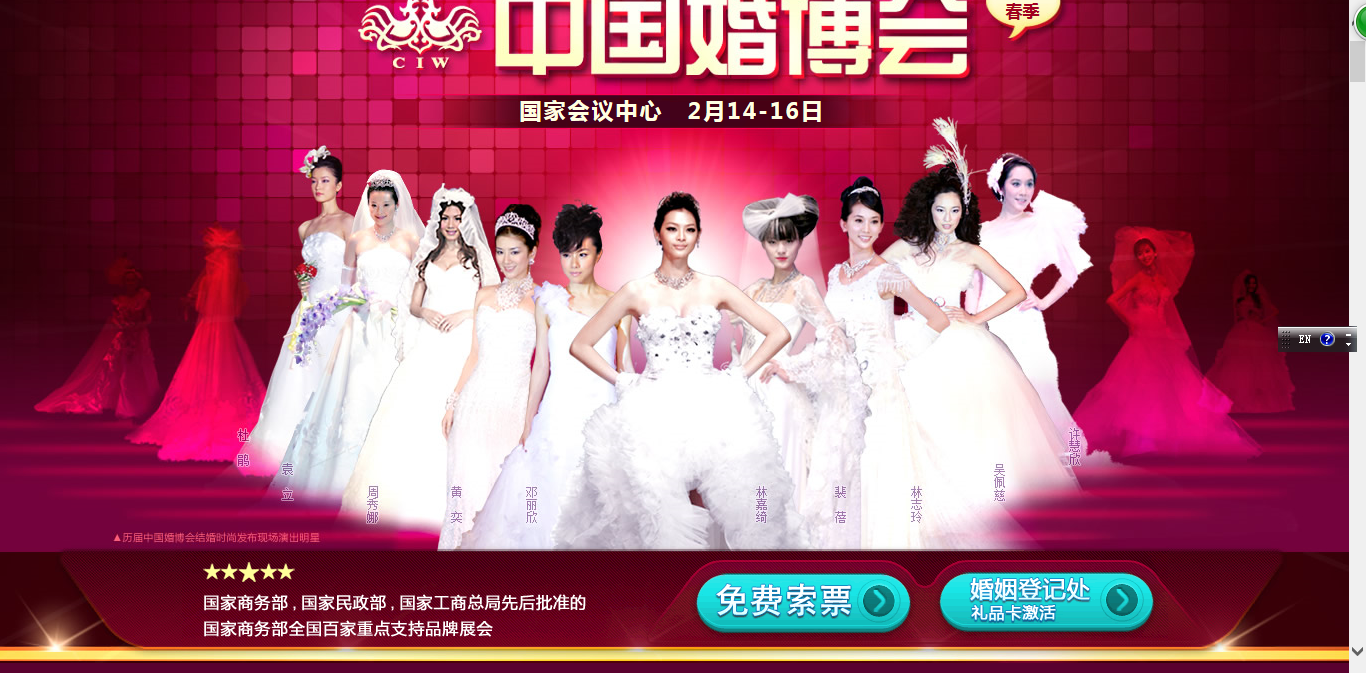 中国婚博会
春季
CIW
国家会议中心 2月14-16日
EN
杜鹃
袁立
周秀娜
黄奕
邓丽欣
林嘉绮
裴蓓
林志玲
吴佩慈
许慧欣
▲历届中国婚博会结婚时尚发布现场演出明星
国家商务部，国家民政部，国家工商总局先后批准的
国家商务部全国百家重点支持品牌展会
免费索票
婚姻登记处
礼品卡激活